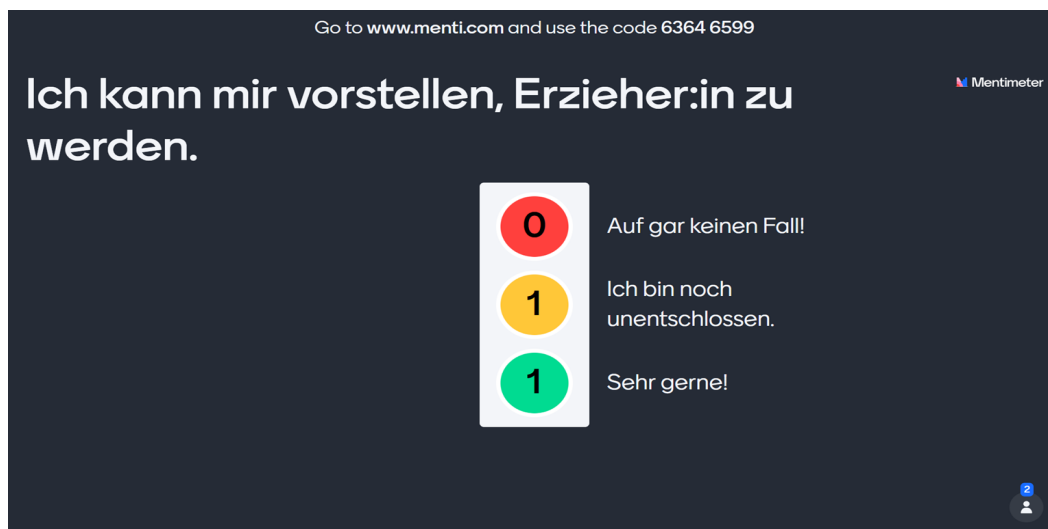 Go to www.menti.com and use the code 6364 6599
Mentimeter
Ich kann mir vorstellen, Erzieher:in zu
werden.
0
Auf gar keinen Fall!
1
Ich bin noch
unentschlossen.
1
Sehr gerne!
2